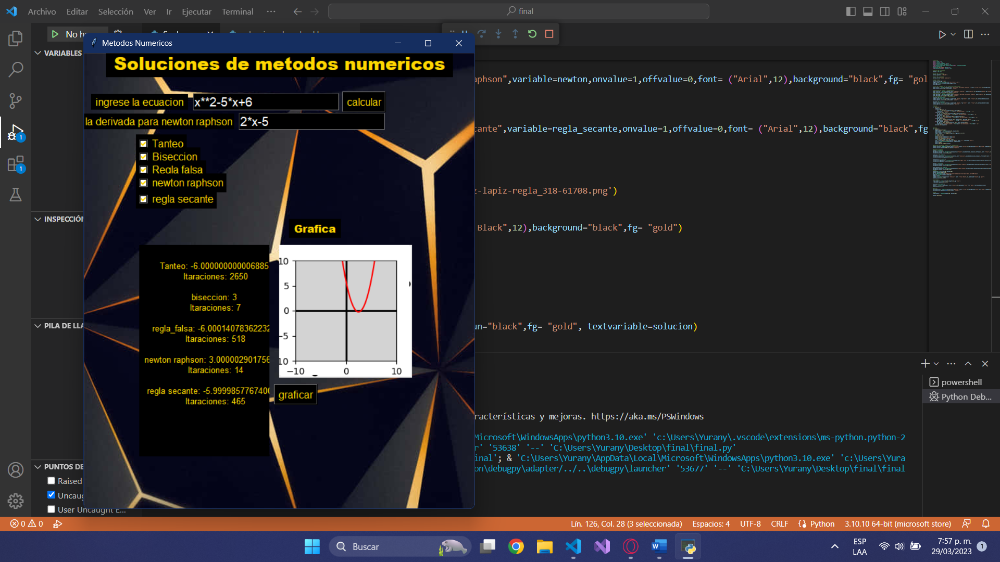 Archivo Editar Selección Ver Ir Ejecutar Terminal ··· final
Metodos Numericos
Soluciones de metodos numericos
ingrese la ecuacion x**2-5*x+6 calcular
la derivada para newton raphson 2*x-5
Tanteo
Biseccion
Regla falsa
newton raphson
regla secante
Grafica
Tanteo: -6.000000000006885
Itaraciones: 2650
biseccion: 3
Itaraciones: 7
regla_falsa: -6.00014078362232
Itaraciones: 518
newton raphson: 3.000002901756
Itaraciones: 14
regla secante: -5.999985776740
Itaraciones: 465
10
5
0
-5
10
−10 0 10
graficar
No h
VARIABLES
INSPECCIÓN
PILA DE LLA
PUNTOS DE
Raised
Uncaug
User Uncaught E...
1
1
aphson",variable=newton,onvalue=1,offvalue=0,font= ("Arial",12),background="black",fg= "gol
cante",variable=regla_secante,onvalue=1,offvalue=0,font= ("Arial",12),background="black",fg
z-lapiz-regla_318-61708.png')
Black",12),background="black",fg= "gold")
un="black",fg= "gold", textvariable=solucion)
powershell
Python Deb...
racterísticas y mejoras. https://aka.ms/PSWindows
Microsoft\WindowsApps\python3.10.exe' 'c:\Users\Yurany\.vscode\extensions\ms-python.python-2
r' '53638' '--' 'C:\Users\Yurany\Desktop\final\final.py'
inal'; & 'C:\Users\Yurany\AppData\Local\Microsoft\WindowsApps\python3.10.exe' 'c:\Users\Yura
on\debugpy\adapter/../..\debugpy\launcher' '53677' '--' 'C:\Users\Yurany\Desktop\final\final
0 0 Lín. 126, Col. 28 (3 seleccionada) Espacios: 4 UTF-8 CRLF Python 3.10.10 64-bit (microsoft store)
Buscar
ESP
LAA
7:57 p. m.
29/03/2023
1